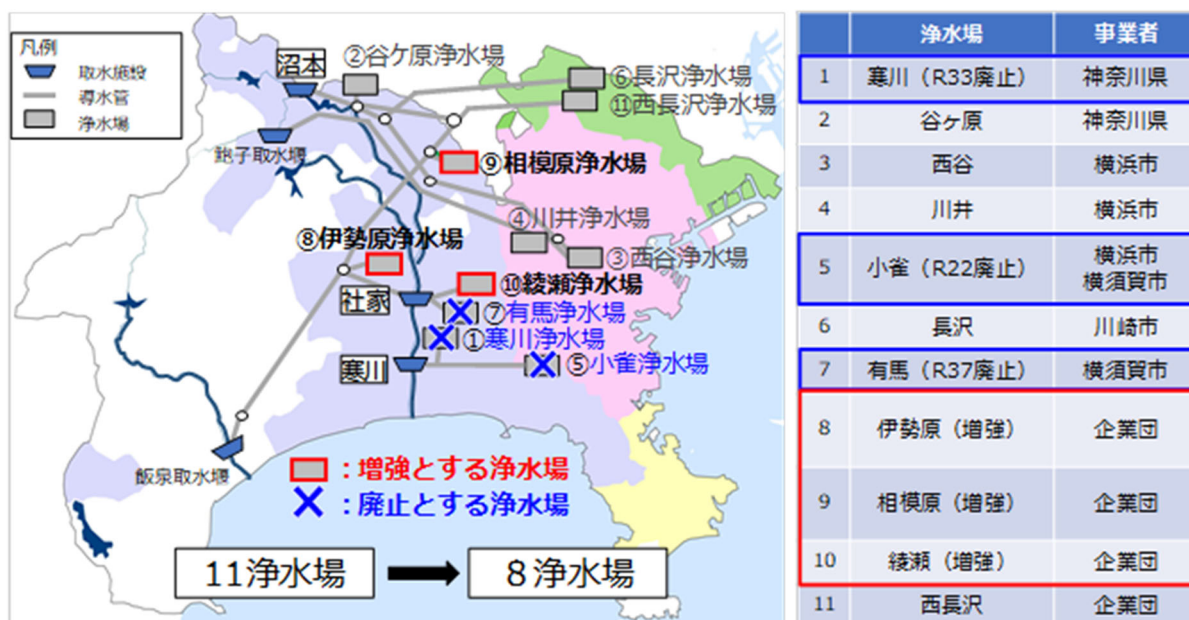 凡例
取水施設
導水管
浄水場
沼本
②谷ケ原浄水場
⑥長沢浄水場
⑪西長沢浄水場
鮑子取水堰
⑨相模原浄水場
④川井浄水場
⑧伊勢原浄水場
③西谷浄水場
⑩綾瀬浄水場
社家
⑦有馬浄水場
①寒川浄水場
寒川
⑤小雀浄水場
飯泉取水堰
：増強とする浄水場
：廃止とする浄水場
11浄水場
８浄水場
浄水場 事業者
1 寒川（R33廃止） 神奈川県
2 谷ヶ原 神奈川県
3 西谷 横浜市
4 川井 横浜市
5 小雀（R22廃止） 横浜市
横須賀市
6 長沢 川崎市
7 有馬（R37廃止） 横須賀市
8 伊勢原（増強） 企業団
9 相模原（増強） 企業団
10 綾瀬（増強） 企業団
11 西長沢 企業団